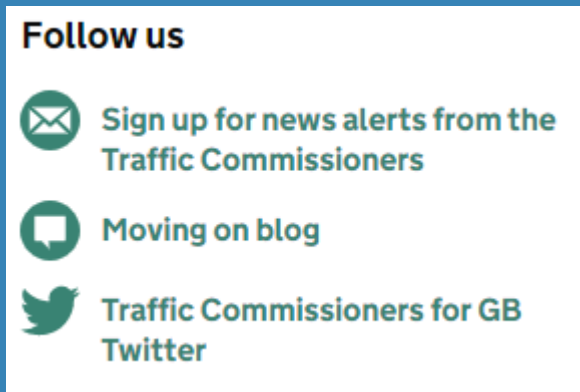 Follow us
Sign up for news alerts from the
Traffic Commissioners
Moving on blog
Traffic Commissioners for GB
Twitter